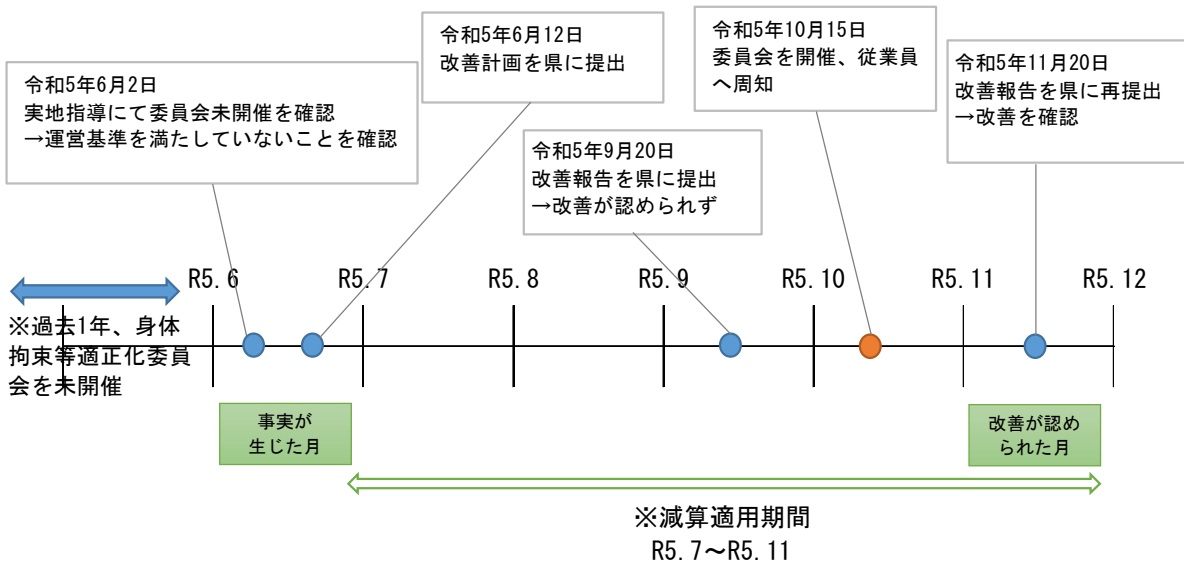 令和5年6月2日
実地指導にて委員会未開催を確認
→運営基準を満たしていないことを確認
令和5年6月12日
改善計画を県に提出
令和5年9月20日
改善報告を県に提出
→改善が認められず
令和5年10月15日
委員会を開催、従業員
へ周知
令和5年11月20日
改善報告を県に再提出
→改善を確認
R5.6
R5.7
R5.8
R5.9
R5.10
R5.11
R5.12
※過去1年、身体
拘束等適正化委員
会を未開催
事実が
生じた月
改善が認め
られた月
※減算適用期間
R5.7～R5.11